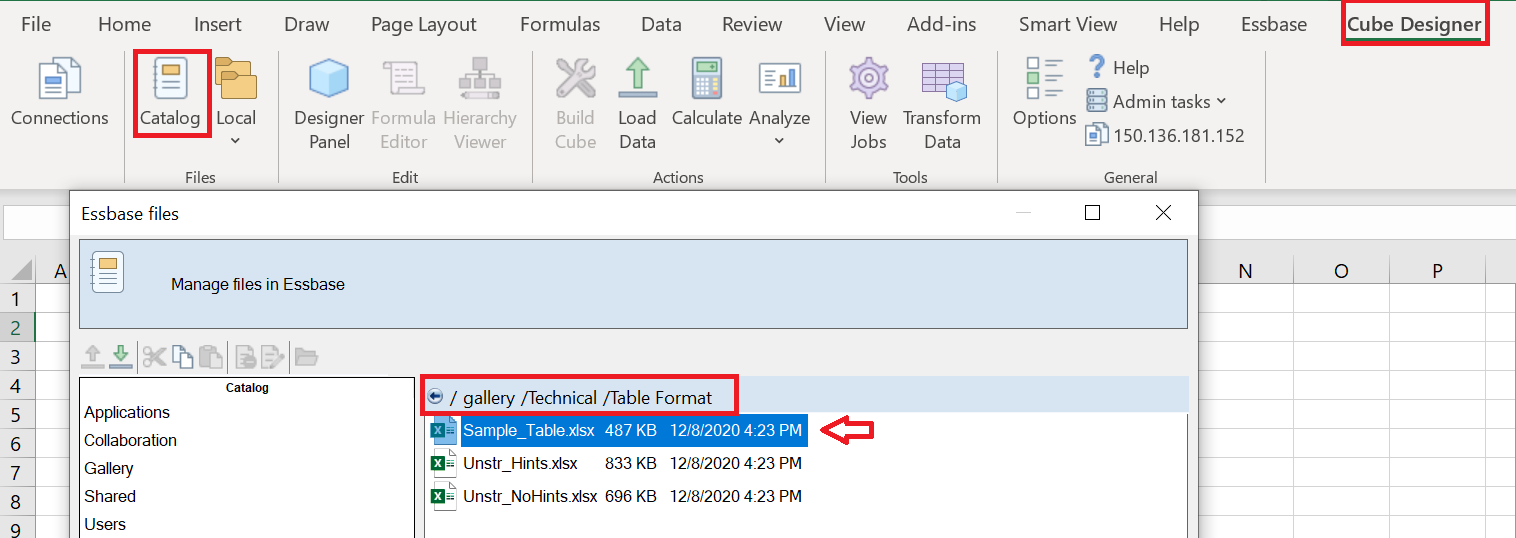 File Home Insert Draw Page Layout Formulas Data Review View Add-ins Smart View Help Essbase Cube Designer
Connections
Catalog
Local
Files
Designer
Panel
Formula
Editor
Hierarchy
Viewer
Edit
Build
Cube
Load
Data
Calculate
Analyze
Actions
View
Jobs
Transform
Data
Tools
Options
Help
Admin tasks
150.136.181.152
General
Essbase files
Manage files in Essbase
A
N O P
1
2
3
4
5
6
7
8
9
Catalog
Applications
Collaboration
Gallery
Shared
Users
/ gallery /Technical /Table Format
Sample_Table.xlsx 487 KB 12/8/2020 4:23 PM
Unstr_Hints.xlsx 833 KB 12/8/2020 4:23 PM
Unstr_NoHints.xlsx 696 KB 12/8/2020 4:23 PM